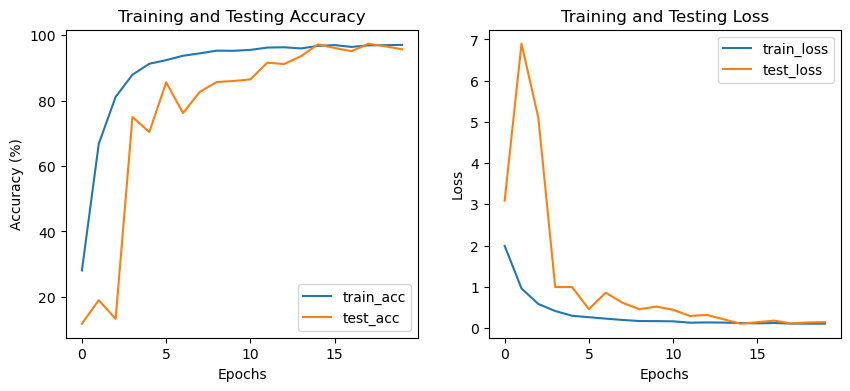 Training and Testing Accuracy
100
80
60
40
20
Accuracy (%)
0
5
10
15
Epochs
train_acc
test_acc
Training and Testing Loss
7
6
5
4
3
2
1
0
Loss
0
5
10
15
Epochs
train_loss
test_loss